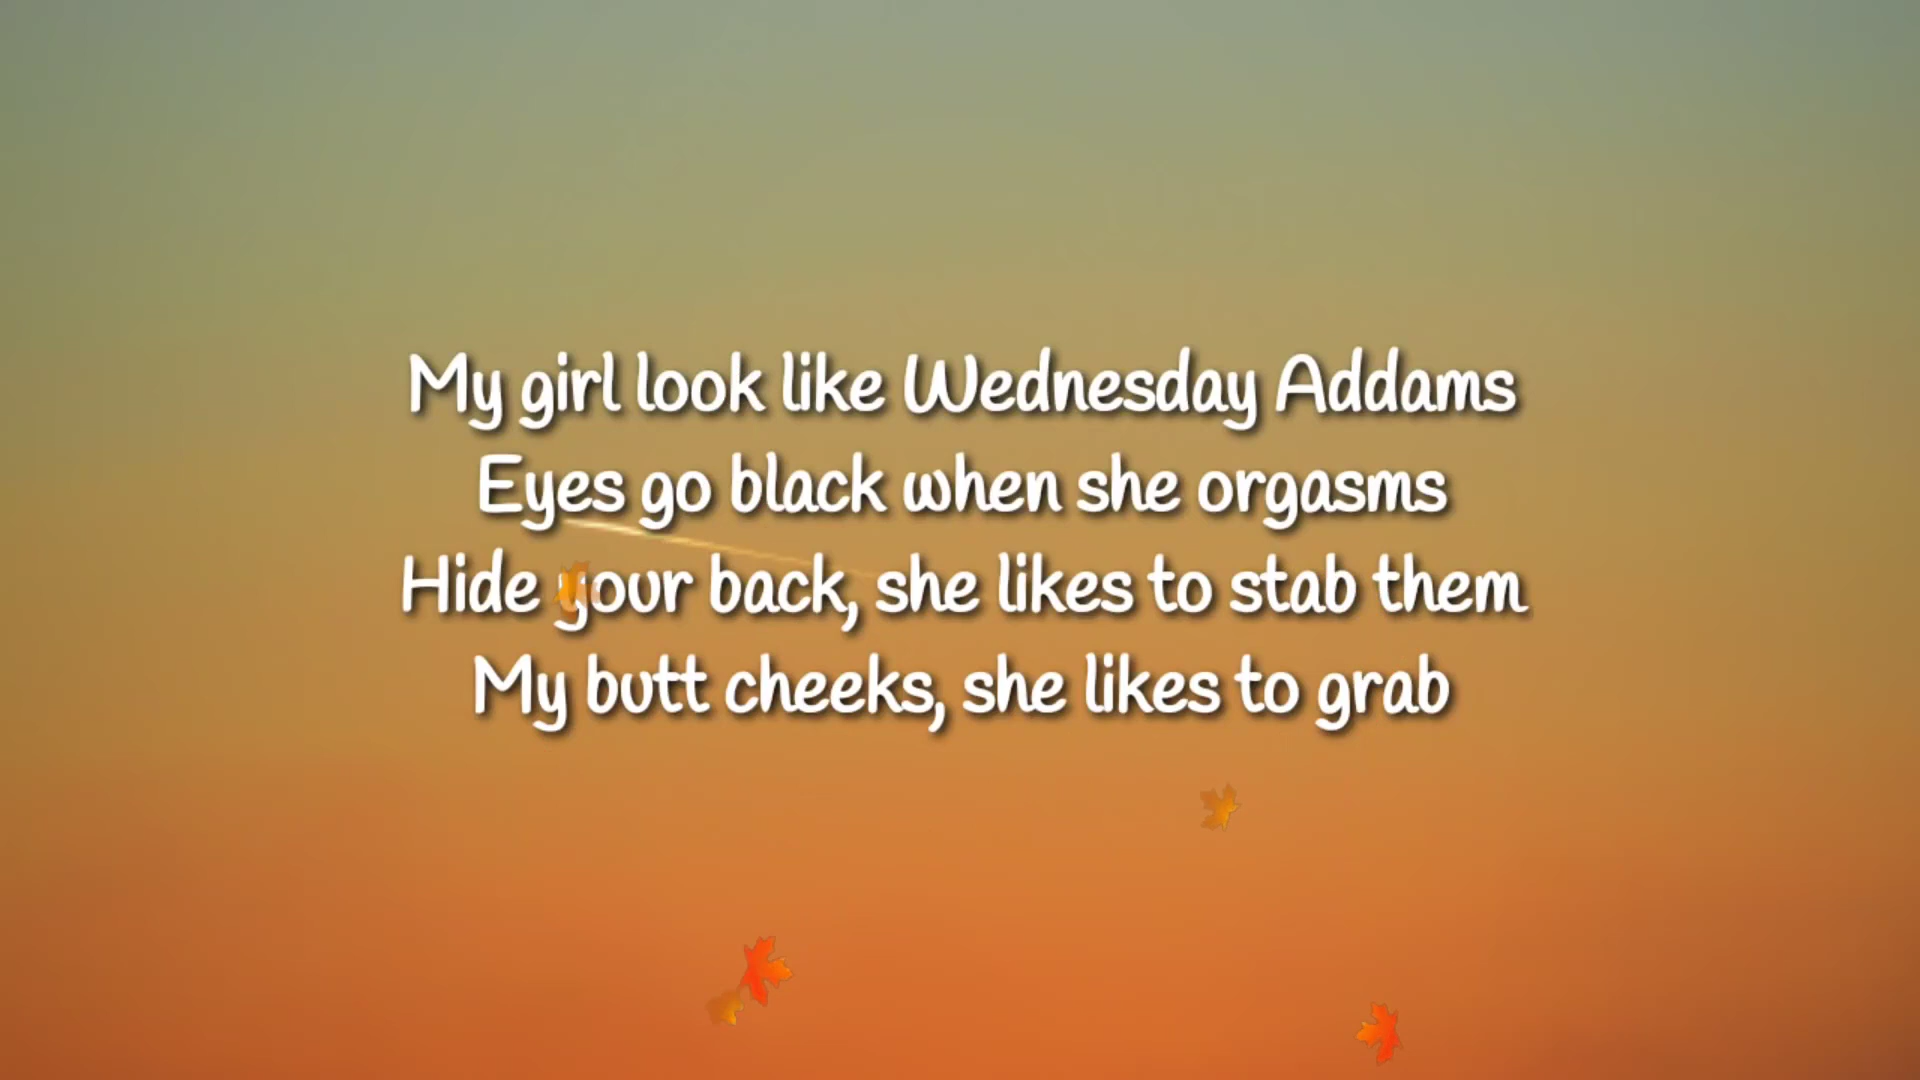 My girl look like Wednesday Addams
Eyes go black when she orgasms
Hide your back, she likes to stab them
My butt cheeks, she likes to grab